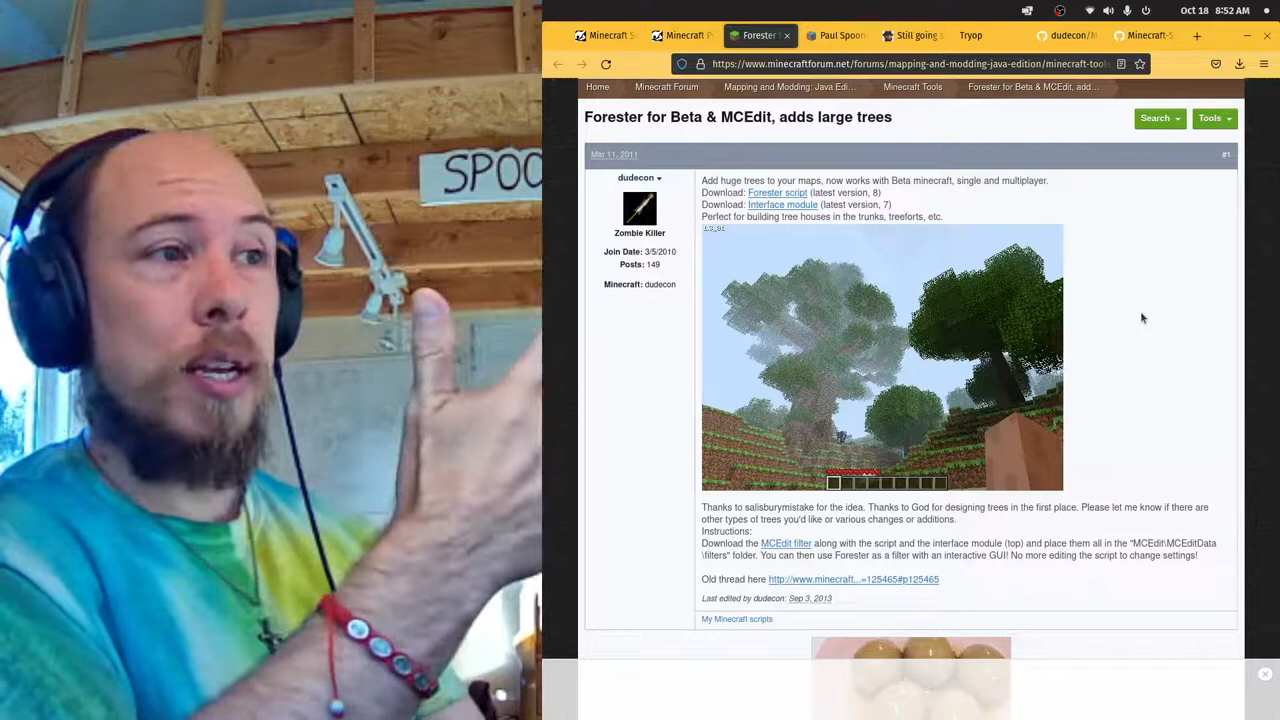 Oct 18 8:52 AM
Minecraft S
Minecraft P
Forester
Paul Spoon
Still going s
Tryop
dudecon/M
Minecraft-S
https://www.minecraftforum.net/forums/mapping-and-modding-java-edition/minecraft-tools
Home Minecraft Forum Mapping and Modding: Java Edi... Minecraft Tools Forester for Beta & MCEdit, add...
Forester for Beta & MCEdit, adds large trees
Search Tools
Mar 11, 2011 #1
dudecon
Zombie Killer
Join Date: 3/5/2010
Posts: 149
Minecraft: dudecon
Add huge trees to your maps, now works with Beta minecraft, single and multiplayer.
Download: Forester script (latest version, 8)
Download: Interface module (latest version, 7)
Perfect for building tree houses in the trunks, treeforts, etc.
Thanks to salisburymistake for the idea. Thanks to God for designing trees in the first place. Please let me know if there are
other types of trees you'd like or various changes or additions.
Instructions:
Download the MCEdit filter along with the script and the interface module (top) and place them all in the "MCEdit\MCEditData
\filters" folder. You can then use Forester as a filter with an interactive GUI! No more editing the script to change settings!
Old thread here http://www.minecraft...=125465#p125465
Last edited by dudecon: Sep 3, 2013
My Minecraft scripts
SPOO